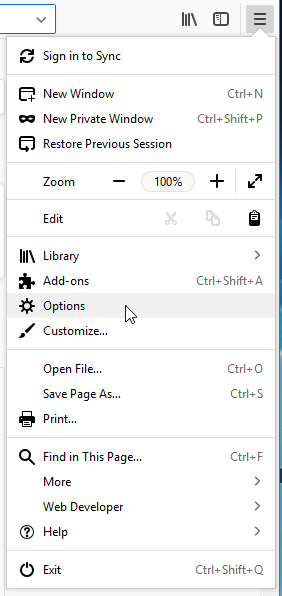 Sign in to Sync
New Window Ctrl+N
New Private Window Ctrl+Shift+P
Restore Previous Session
Zoom 100%
Edit
Library
Add-ons Ctrl+Shift+A
Options
Customize...
Open File... Ctrl+O
Save Page As... Ctrl+S
Print...
Find in This Page... Ctrl+F
More
Web Developer
Help
Exit Ctrl+Shift+Q